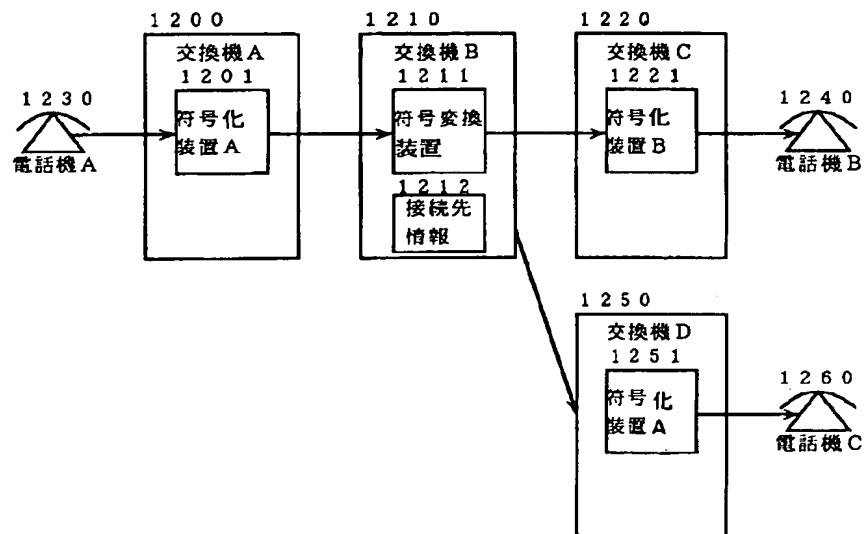 1200
交換機A
1201
符号化
装置A
1210
交換機B
1211
符号変換
装置
1212
接続先
情報
1220
交換機C
1221
符号化
装置B
1230
電話機A
1240
電話機B
1250
交換機D
1251
符号化
装置A
1260
電話機C